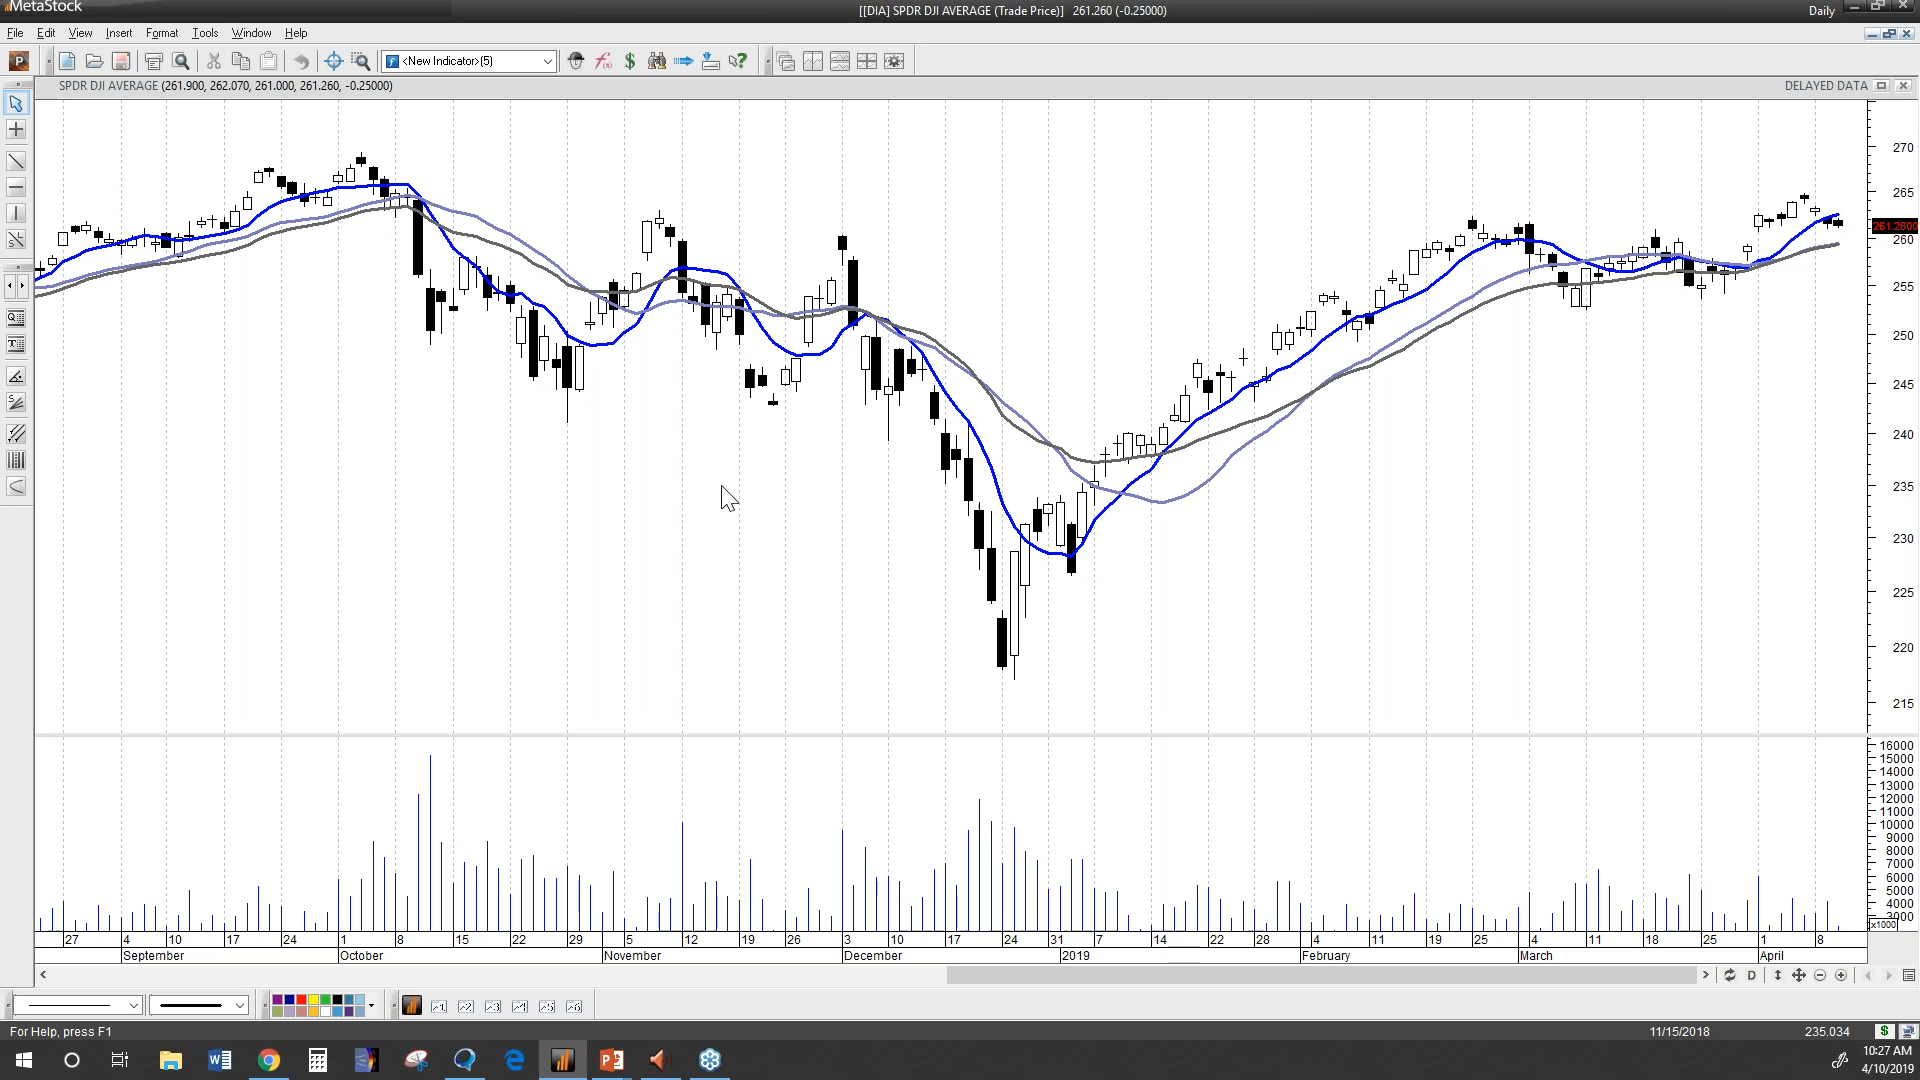 MetaStock
[[DIA] SPDR DJI AVERAGE (Trade Price)] 261.260 (-0.25000)
Daily
File Edit View Insert Format Tools Window Help
<New Indicator>(5)
SPDR DJI AVERAGE (261.900, 262.070, 261.000, 261.260, -0.25000)
DELAYED DATA
270
265
261.2600
260
255
250
245
240
235
230
225
220
215
16000
15000
14000
13000
12000
11000
10000
9000
8000
7000
6000
5000
4000
3000
x1000
27 4 10 17 24 1 8 15 22 29 5 12 19 26 3 10 17 24 31 7 14 22 28 4 11 19 25 4 11 18 25 1 8
September October November December 2019 February March April
D
For Help, press F1
11/15/2018
235.034
10:27 AM
4/10/2019